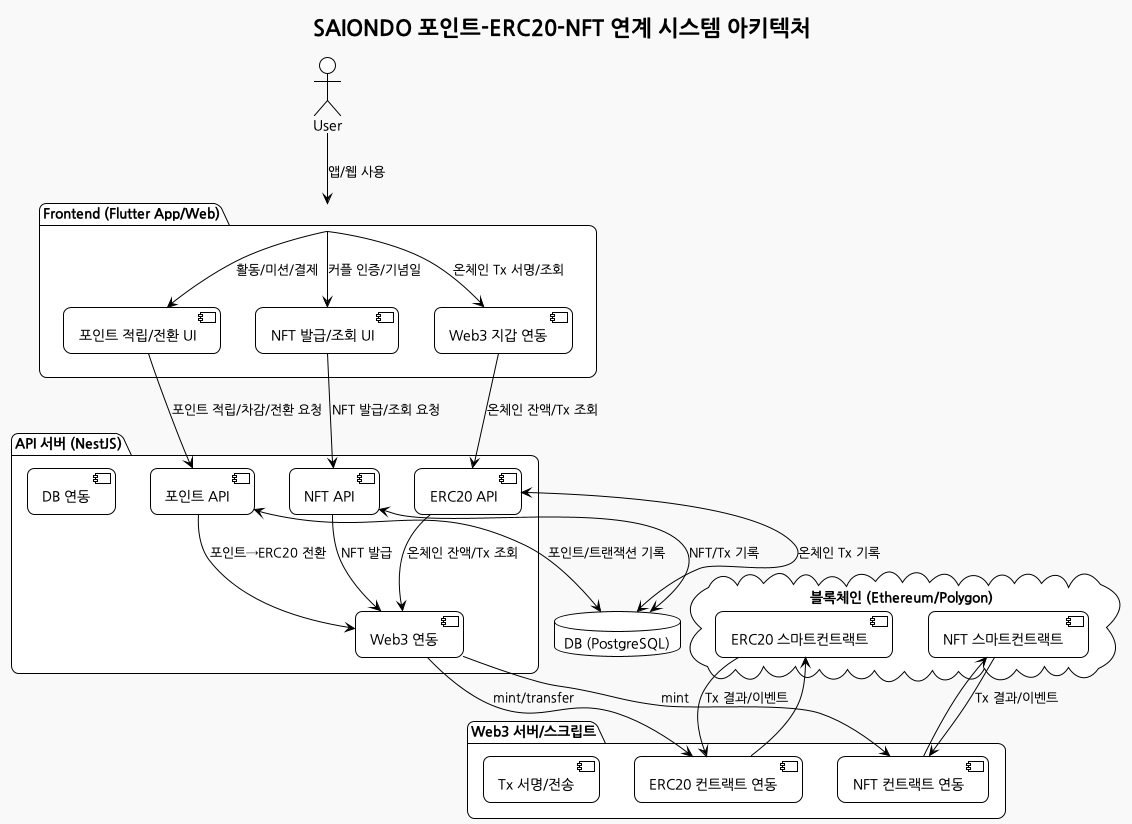 SAIONDO 포인트-ERC20-NFT 연계 시스템 아키텍처
User
앱/웹 사용
Frontend (Flutter App/Web)
활동/미션/결제
커플 인증/기념일
온체인 Tx 서명/조회
포인트 적립/전환 UI
NFT 발급/조회 UI
Web3 지갑 연동
포인트 적립/차감/전환 요청
NFT 발급/조회 요청
온체인 잔액/Tx 조회
API 서버 (NestJS)
DB 연동
포인트 API
NFT API
ERC20 API
포인트→ERC20 전환
NFT 발급
온체인 잔액/Tx 조회
포인트/트랜잭션 기록
NFT/Tx 기록
온체인 Tx 기록
Web3 연동
DB (PostgreSQL)
블록체인 (Ethereum/Polygon)
ERC20 스마트컨트랙트
NFT 스마트컨트랙트
mint/transfer
mint
Tx 결과/이벤트
Tx 결과/이벤트
Web3 서버/스크립트
Tx 서명/전송
ERC20 컨트랙트 연동
NFT 컨트랙트 연동